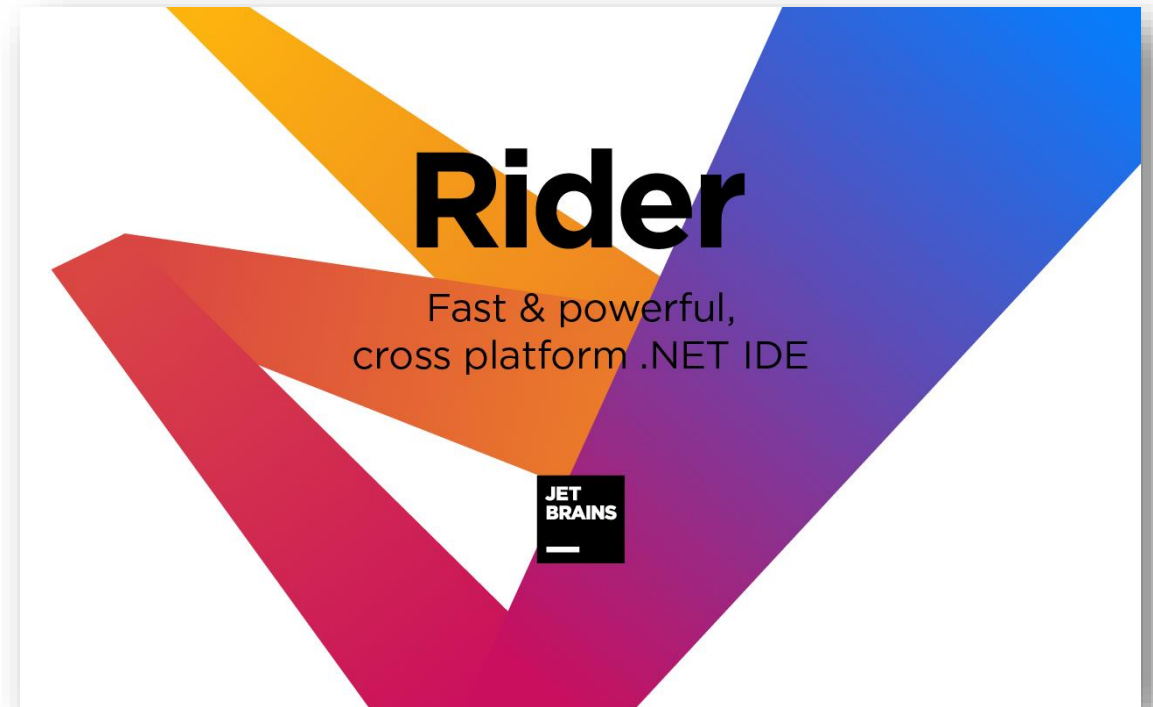 Rider
Fast & powerful,
cross platform .NET IDE
JET
BRAINS